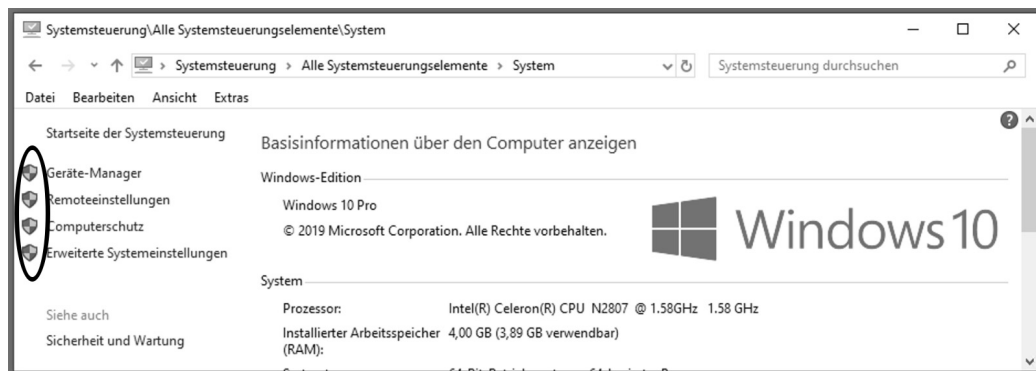 Systemsteuerung\Alle Systemsteuerungselemente\System
Systemsteuerung > Alle Systemsteuerungselemente > System
Systemsteuerung durchsuchen
Datei Bearbeiten Ansicht Extras
Startseite der Systemsteuerung
Geräte-Manager
Remoteeinstellungen
Computerschutz
Erweiterte Systemeinstellungen
Siehe auch
Sicherheit und Wartung
?
Basisinformationen über den Computer anzeigen
Windows-Edition
Windows 10 Pro
© 2019 Microsoft Corporation. Alle Rechte vorbehalten.
Windows 10
System
Prozessor: Intel(R) Celeron(R) CPU N2807 @ 1.58GHz 1.58 GHz
Installierter Arbeitsspeicher 4,00 GB (3,89 GB verwendbar)
(RAM):